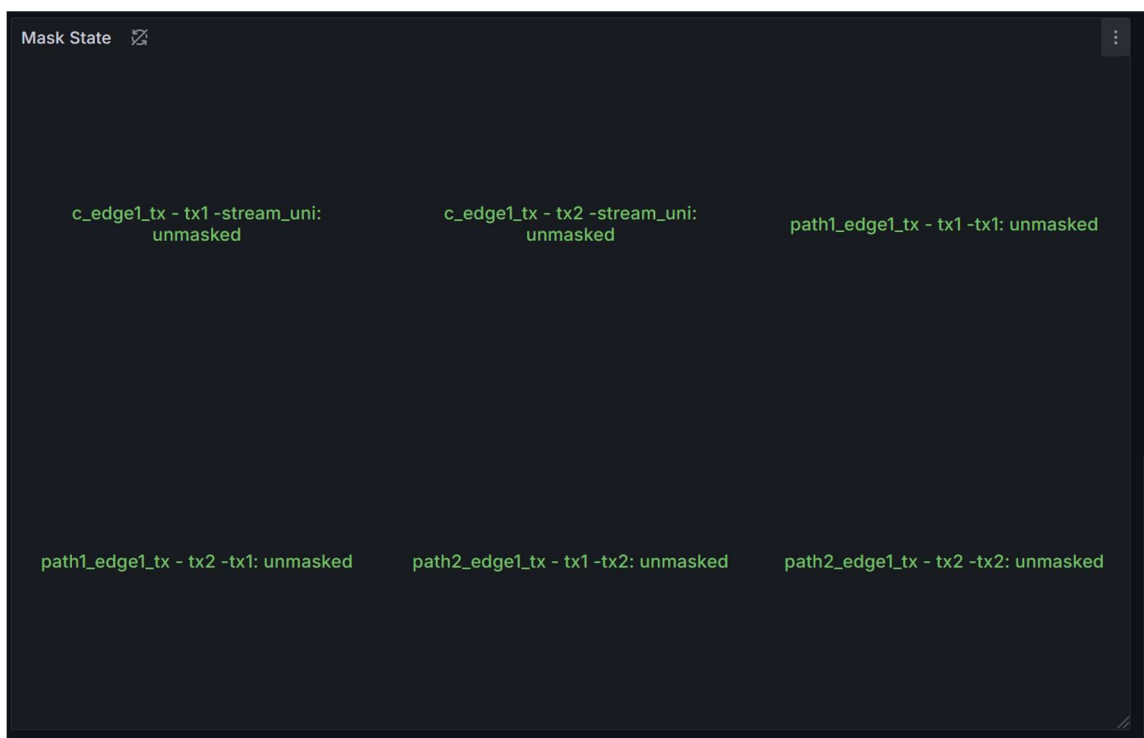 Mask State
c_edge1_tx - tx1 -stream_uni:
unmasked
c_edge1_tx - tx2 -stream_uni:
unmasked
path1_edge1_tx - tx1 -tx1: unmasked
path1_edge1_tx - tx2 -tx1: unmasked
path2_edge1_tx - tx1 -tx2: unmasked
path2_edge1_tx - tx2 -tx2: unmasked